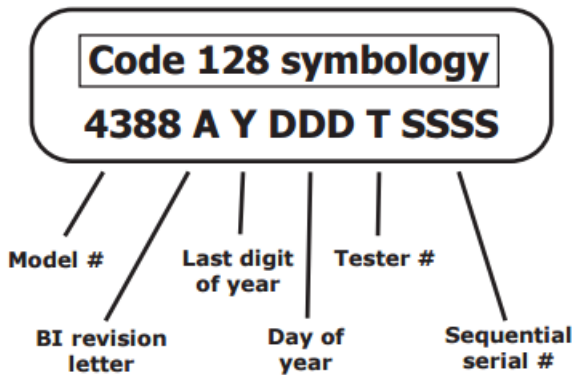 Code 128 symbology
4388 A Y DDD T SSSS
Model #
Last digit
of year
Tester #
BI revision
letter
Day of
year
Sequential
serial #